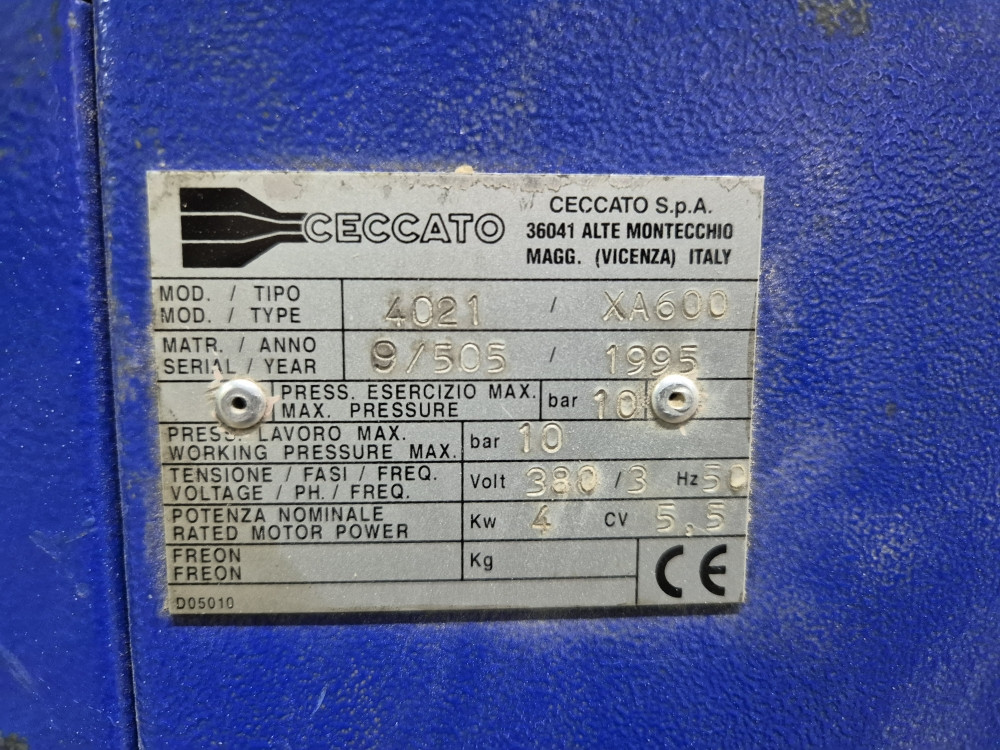 CECCATO
CECCATO S.p.A.
36041 ALTE MONTECCHIO
MAGG. (VICENZA) ITALY
MOD. / TIPO
MOD. / TYPE
4021 / XA600
MATR. / ANNO
SERIAL / YEAR
9/505 / 1995
PRESS. ESERCIZIO MAX.
MAX. PRESSURE
bar 10
PRESS. LAVORO MAX.
WORKING PRESSURE MAX.
bar 10
TENSIONE / FASI / FREQ.
VOLTAGE / PH. / FREQ.
Volt 380 / 3 Hz 50
POTENZA NOMINALE
RATED MOTOR POWER
Kw 4 CV 5,5
FREON
FREON
Kg
CE
D05010